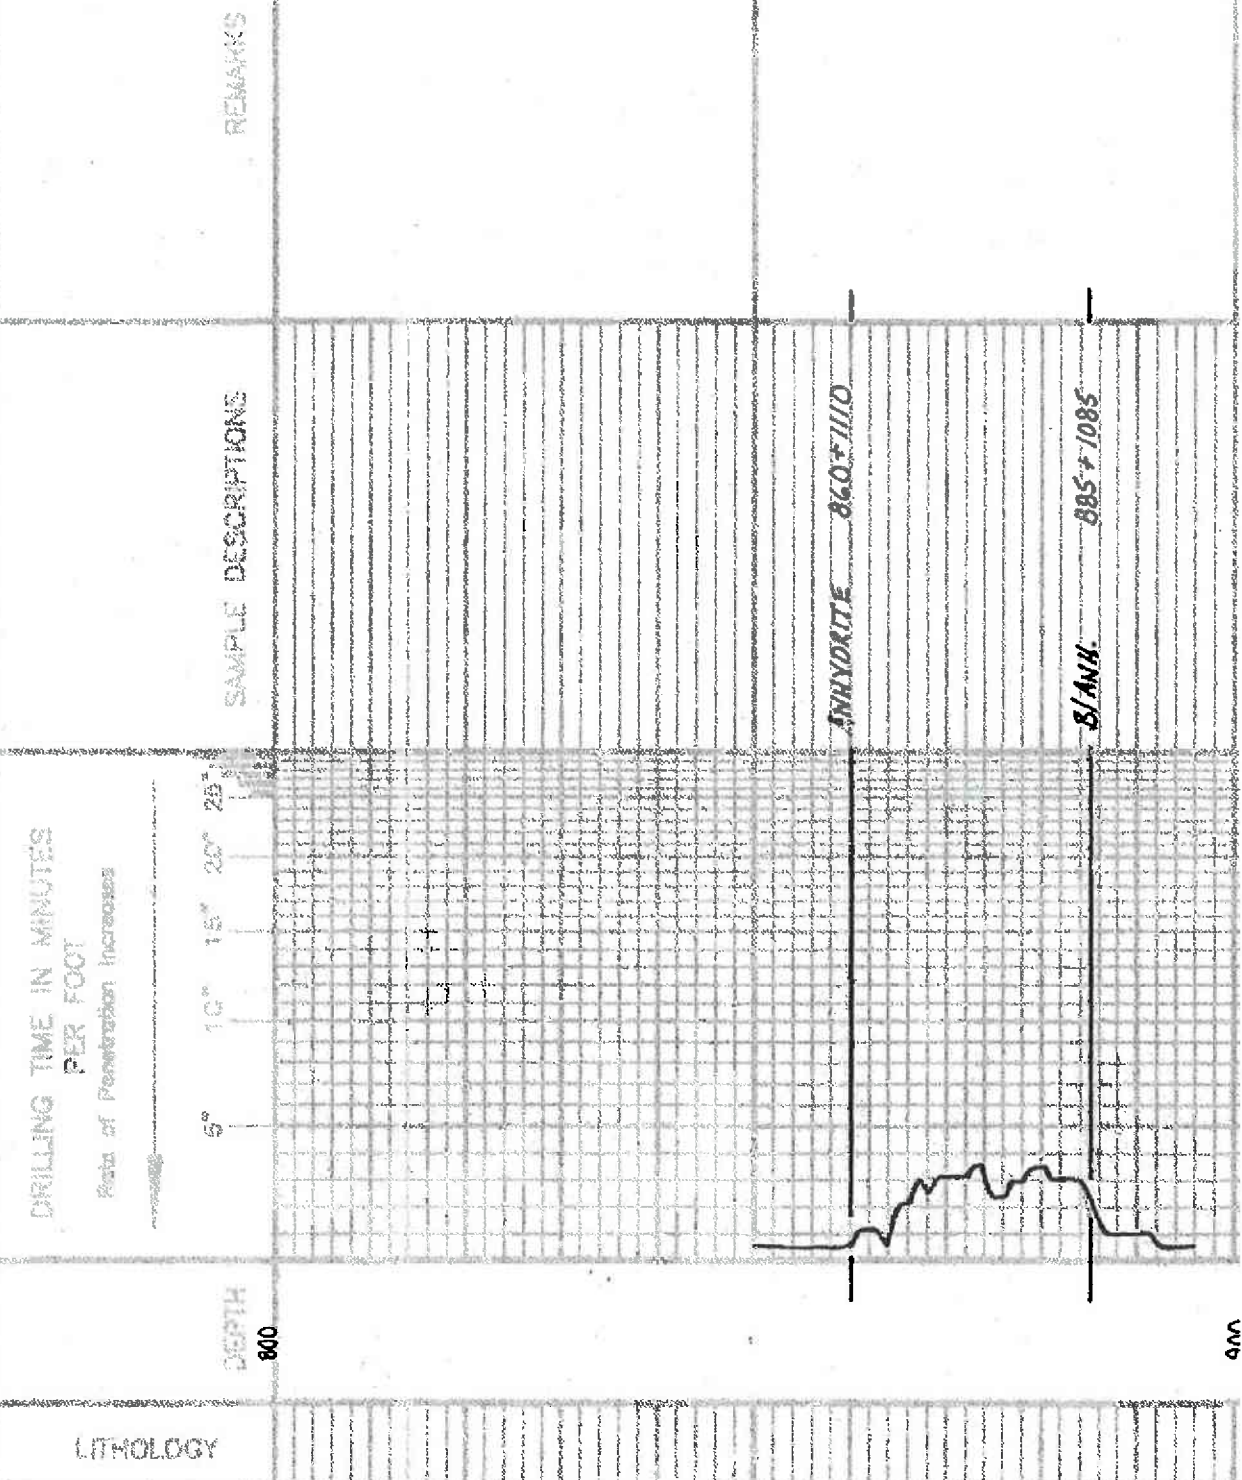 LITHOLOGY
DEPTH
DRILLING TIME IN MINUTES
PER FOOT
Rate of Penetration Increases
5" 10" 15" 20" 25"
SAMPLE DESCRIPTIONS
REMARKS
800
ANHYDRITE 860+1110
B/ANH. 885+1085
900